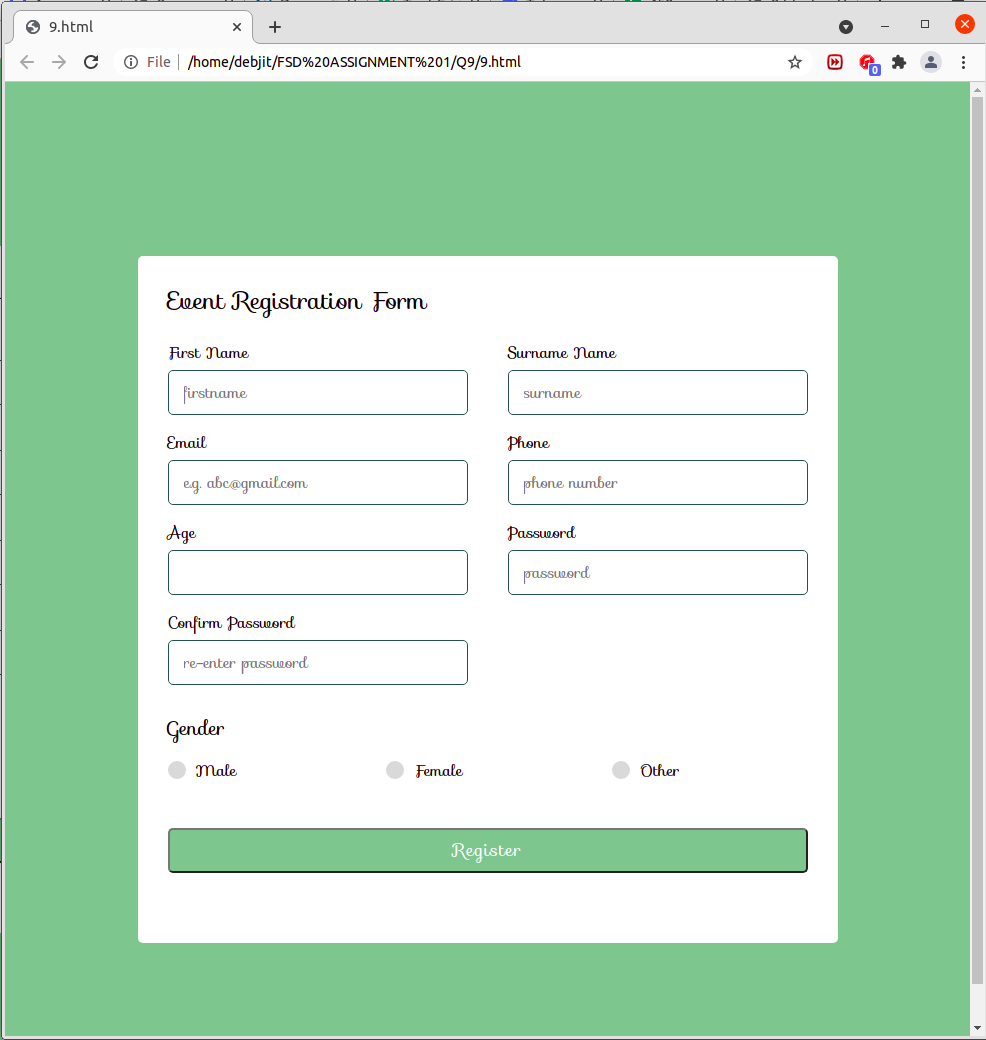 9.html
File /home/debjit/FSD%20ASSIGNMENT%201/Q9/9.html
0
Event Registration Form
First Name Surname Name
firstname surname
Email Phone
e.g. abc@gmail.com phone number
Age Password
password
Confirm Password
re-enter password
Gender
Male Female Other
Register